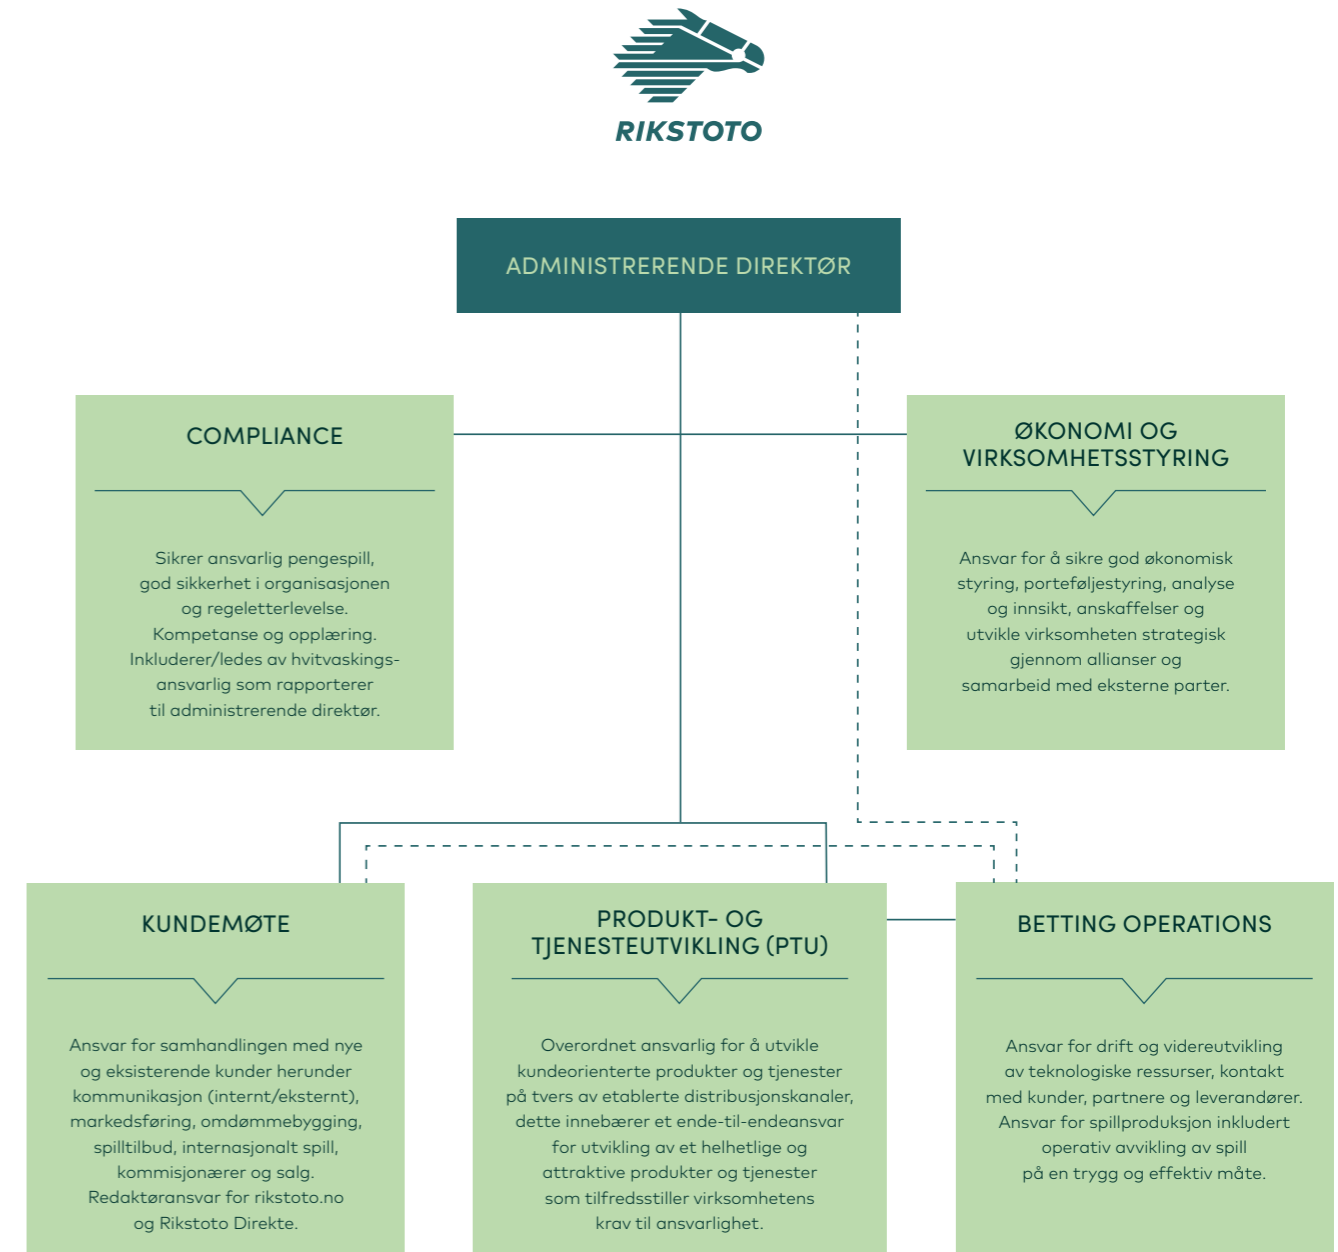 RIKSTOTO
ADMINISTRERENDE DIREKTØR
COMPLIANCE
Sikrer ansvarlig pengespill,
god sikkerhet i organisasjonen
og regeletterlevelse.
Kompetanse og opplæring.
Inkluderer/ledes av hvitvaskings-
ansvarlig som rapporterer
til administrerende direktør.
ØKONOMI OG
VIRKSOMHETSSTYRING
Ansvar for å sikre god økonomisk
styring, porteføljestyring, analyse
og innsikt, anskaffelser og
utvikle virksomheten strategisk
gjennom allianser og
samarbeid med eksterne parter.
KUNDEMØTE
Ansvar for samhandlingen med nye
og eksisterende kunder herunder
kommunikasjon (internt/eksternt),
markedsføring, omdømmebygging,
spilltilbud, internasjonalt spill,
kommisjonærer og salg.
Redaktøransvar for rikstoto.no
og Rikstoto Direkte.
PRODUKT- OG
TJENESTEUTVIKLING (PTU)
Overordnet ansvarlig for å utvikle
kundeorienterte produkter og tjenester
på tvers av etablerte distribusjonskanaler,
dette innebærer et ende-til-endeansvar
for utvikling av et helhetlige og
attraktive produkter og tjenester
som tilfredsstiller virksomhetens
krav til ansvarlighet.
BETTING OPERATIONS
Ansvar for drift og videreutvikling
av teknologiske ressurser, kontakt
med kunder, partnere og leverandører.
Ansvar for spillproduksjon inkludert
operativ avvikling av spill
på en trygg og effektiv måte.